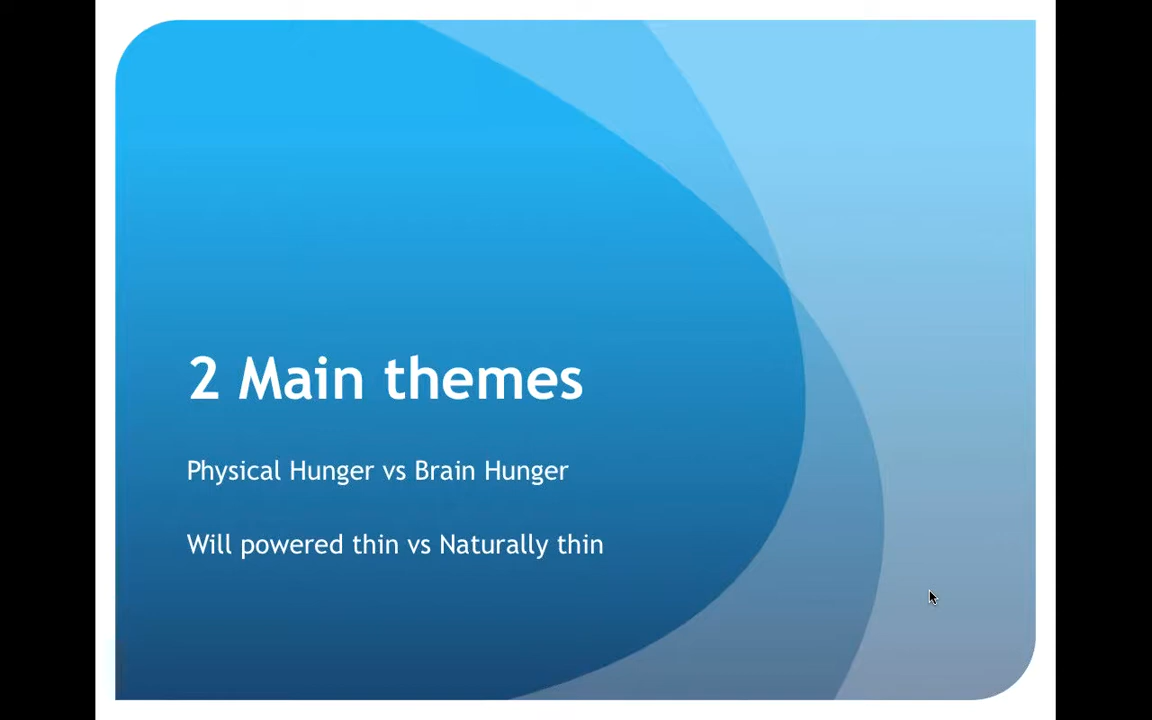 2 Main themes
Physical Hunger vs Brain Hunger
Will powered thin vs Naturally thin